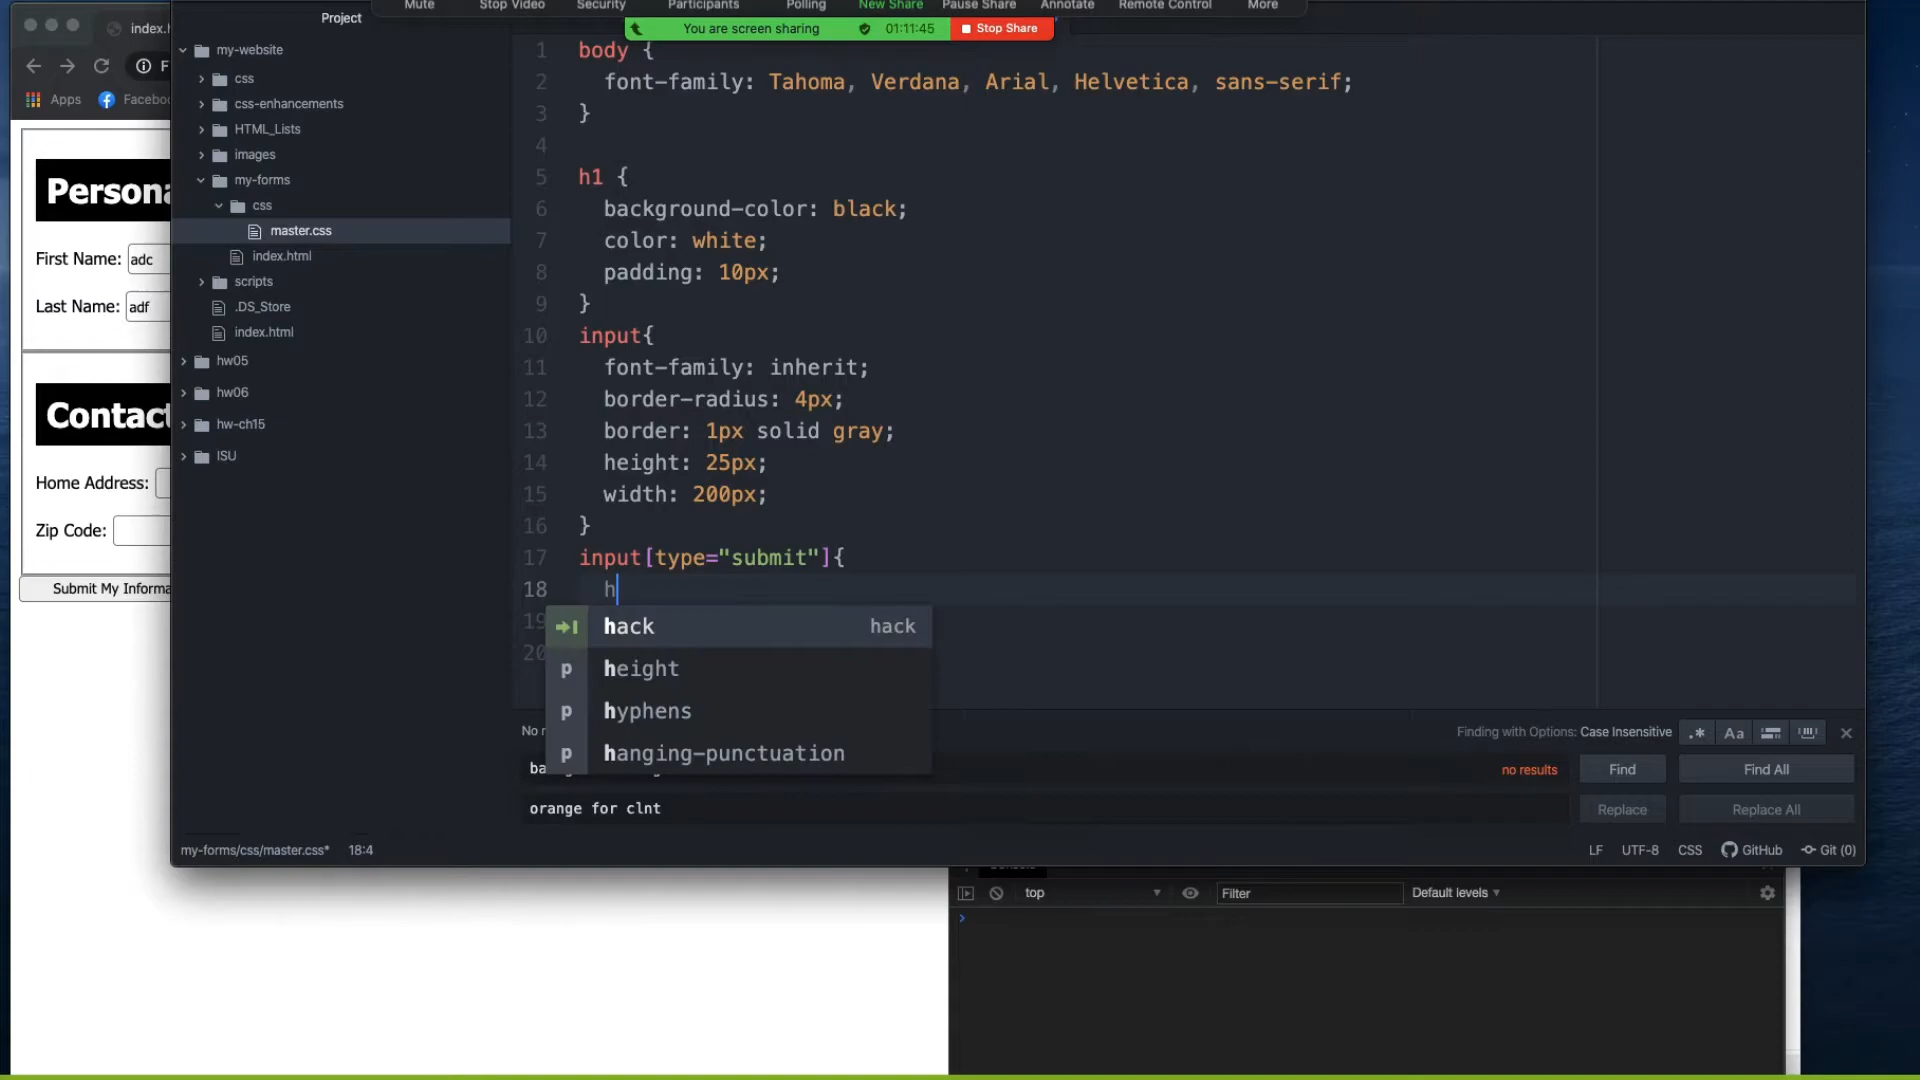 Mute Stop Video Security Participants Polling New Share Pause Share Annotate Remote Control More
You are screen sharing 01:11:45 Stop Share
Project
my-website
css
css-enhancements
HTML_Lists
images
my-forms
css
master.css
index.html
scripts
.DS_Store
index.html
hw05
hw06
hw-ch15
ISU
Apps
First Name: adc
Last Name: adf
Home Address:
Zip Code:
1 body {
2 font-family: Tahoma, Verdana, Arial, Helvetica, sans-serif;
3 }
4
5 h1 {
6 background-color: black;
7 color: white;
8 padding: 10px;
9 }
10 input{
11 font-family: inherit;
12 border-radius: 4px;
13 border: 1px solid gray;
14 height: 25px;
15 width: 200px;
16 }
17 input[type="submit"]{
18 h
19
20
hack hack
p height
p hyphens
p hanging-punctuation
No
Finding with Options: Case Insensitive .* Aa
no results Find Find All
orange for clnt
Replace Replace All
my-forms/css/master.css* 18:4
LF UTF-8 CSS GitHub Git (0)
Submit My
top Filter Default levels